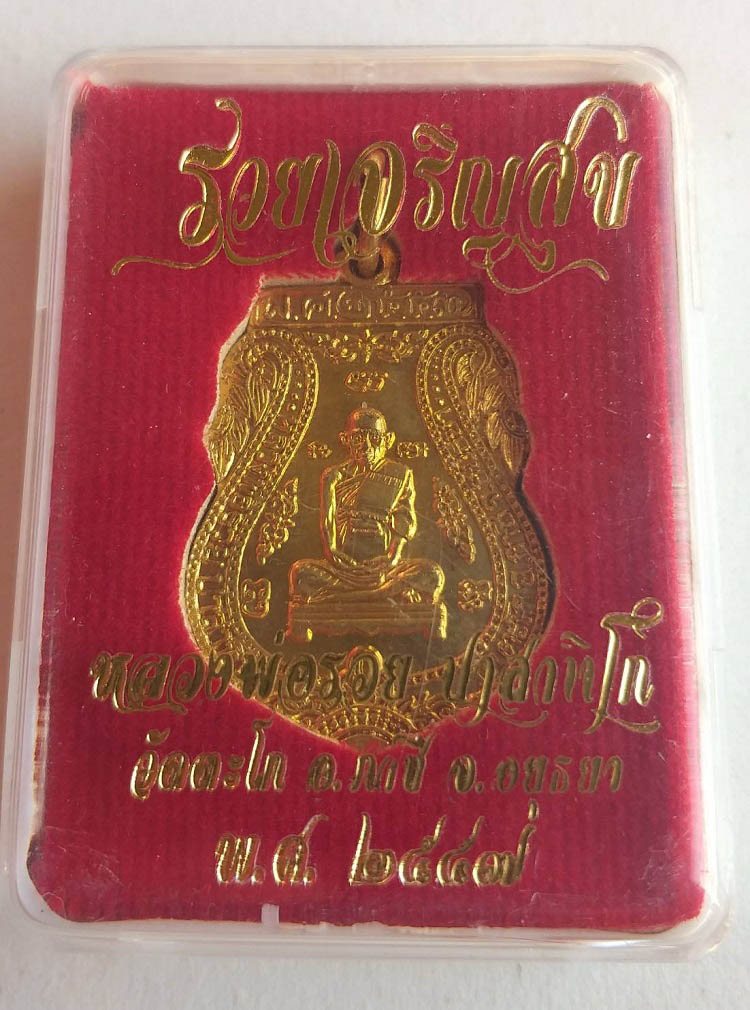 รวยเจริญสุข
หลวงพ่อรวย ปาสาทิโก
วัดตะโก อ.ภาชี จ.อยุธยา
พ.ศ. ๒๕๕๗